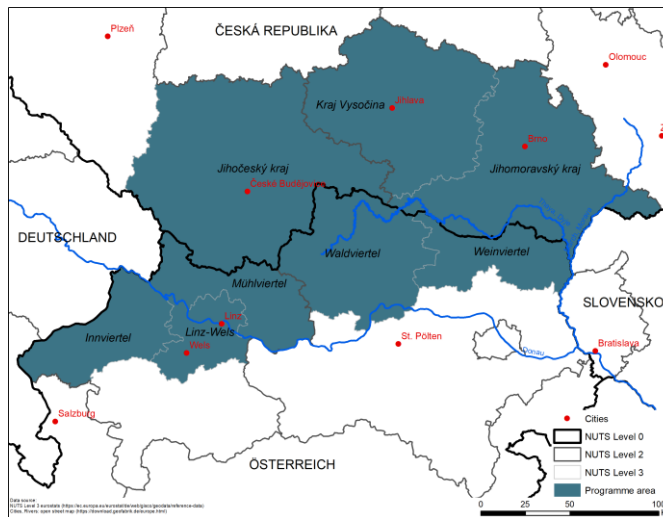 Plzeň
ČESKÁ REPUBLIKA
Olomouc
Kraj Vysočina
Jihlava
Brno
Jihočeský kraj
Jihomoravský kraj
České Budějovice
DEUTSCHLAND
Waldviertel
Weinviertel
Mühlviertel
SLOVENSKO
Linz
Innviertel
Linz-Wels
Wels
St. Pölten
Donau
Bratislava
Salzburg
ÖSTERREICH
Cities
NUTS Level 0
NUTS Level 2
NUTS Level 3
Programme area
0 50 100
Data source: